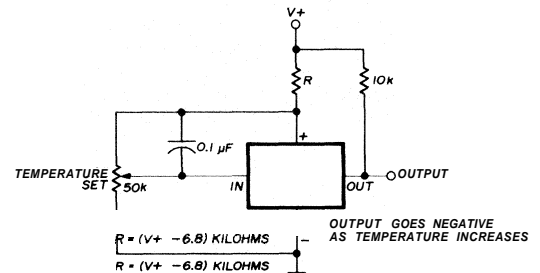 V+
R
10k
0.1 µF
+
TEMPERATURE
SET
50k
IN
OUT
OUTPUT
OUTPUT GOES NEGATIVE
AS TEMPERATURE INCREASES
R = (V+ -6.8) KILOHMS
–
R = (V+ -6.8) KILOHMS